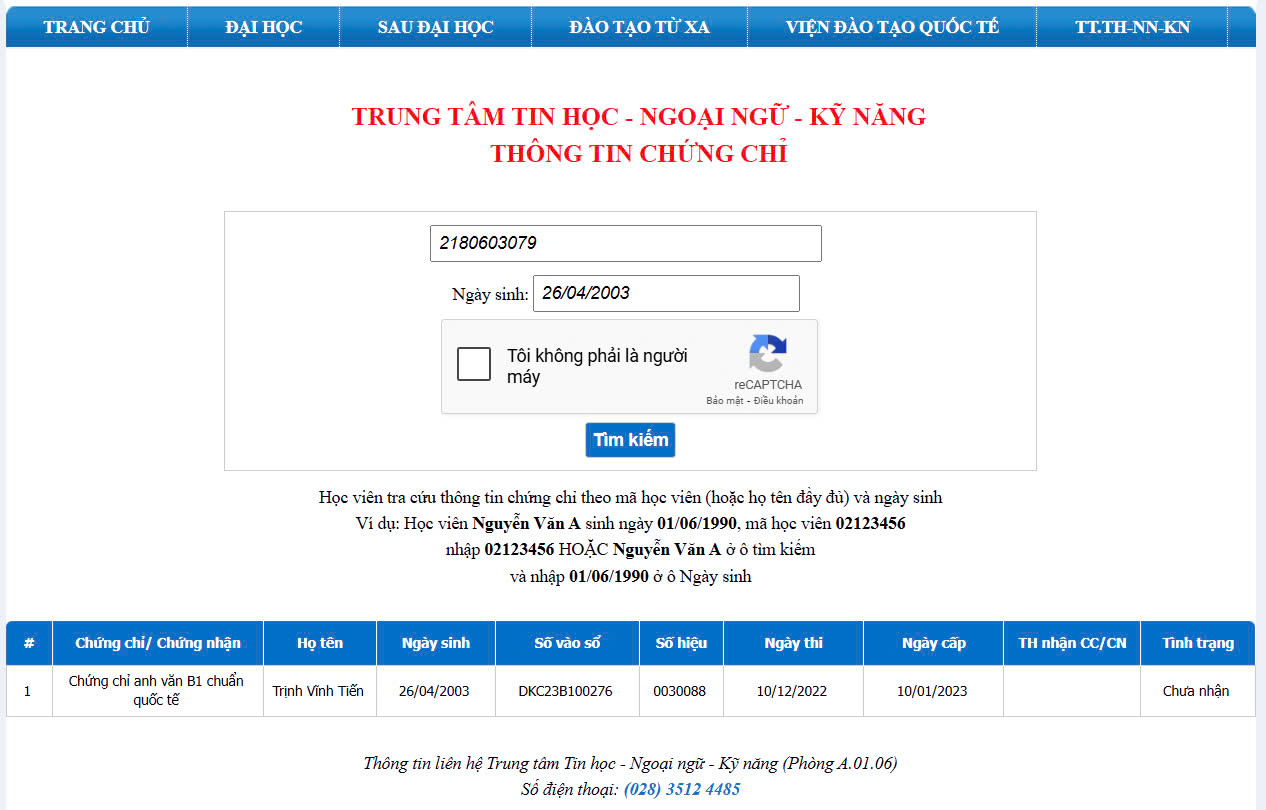 TRANG CHỦ ĐẠI HỌC SAU ĐẠI HỌC ĐÀO TẠO TỪ XA VIỆN ĐÀO TẠO QUỐC TẾ TT.TH-NN-KN
TRUNG TÂM TIN HỌC - NGOẠI NGỮ - KỸ NĂNG
THÔNG TIN CHỨNG CHỈ
2180603079
Ngày sinh: 26/04/2003
Tôi không phải là người
máy
reCAPTCHA
Bảo mật - Điều khoản
Tìm kiếm
Học viên tra cứu thông tin chứng chỉ theo mã học viên (hoặc họ tên đầy đủ) và ngày sinh
Ví dụ: Học viên Nguyễn Văn A sinh ngày 01/06/1990, mã học viên 02123456
nhập 02123456 HOẶC Nguyễn Văn A ở ô tìm kiếm
và nhập 01/06/1990 ở ô Ngày sinh
# Chứng chỉ/ Chứng nhận Họ tên Ngày sinh Số vào sổ Số hiệu Ngày thi Ngày cấp TH nhận CC/CN Tình trạng
1 Chứng chỉ anh văn B1 chuẩn quốc tế Trịnh Vĩnh Tiến 26/04/2003 DKC23B100276 0030088 10/12/2022 10/01/2023 Chưa nhận
Thông tin liên hệ Trung tâm Tin học - Ngoại ngữ - Kỹ năng (Phòng A.01.06)
Số điện thoại: (028) 3512 4485